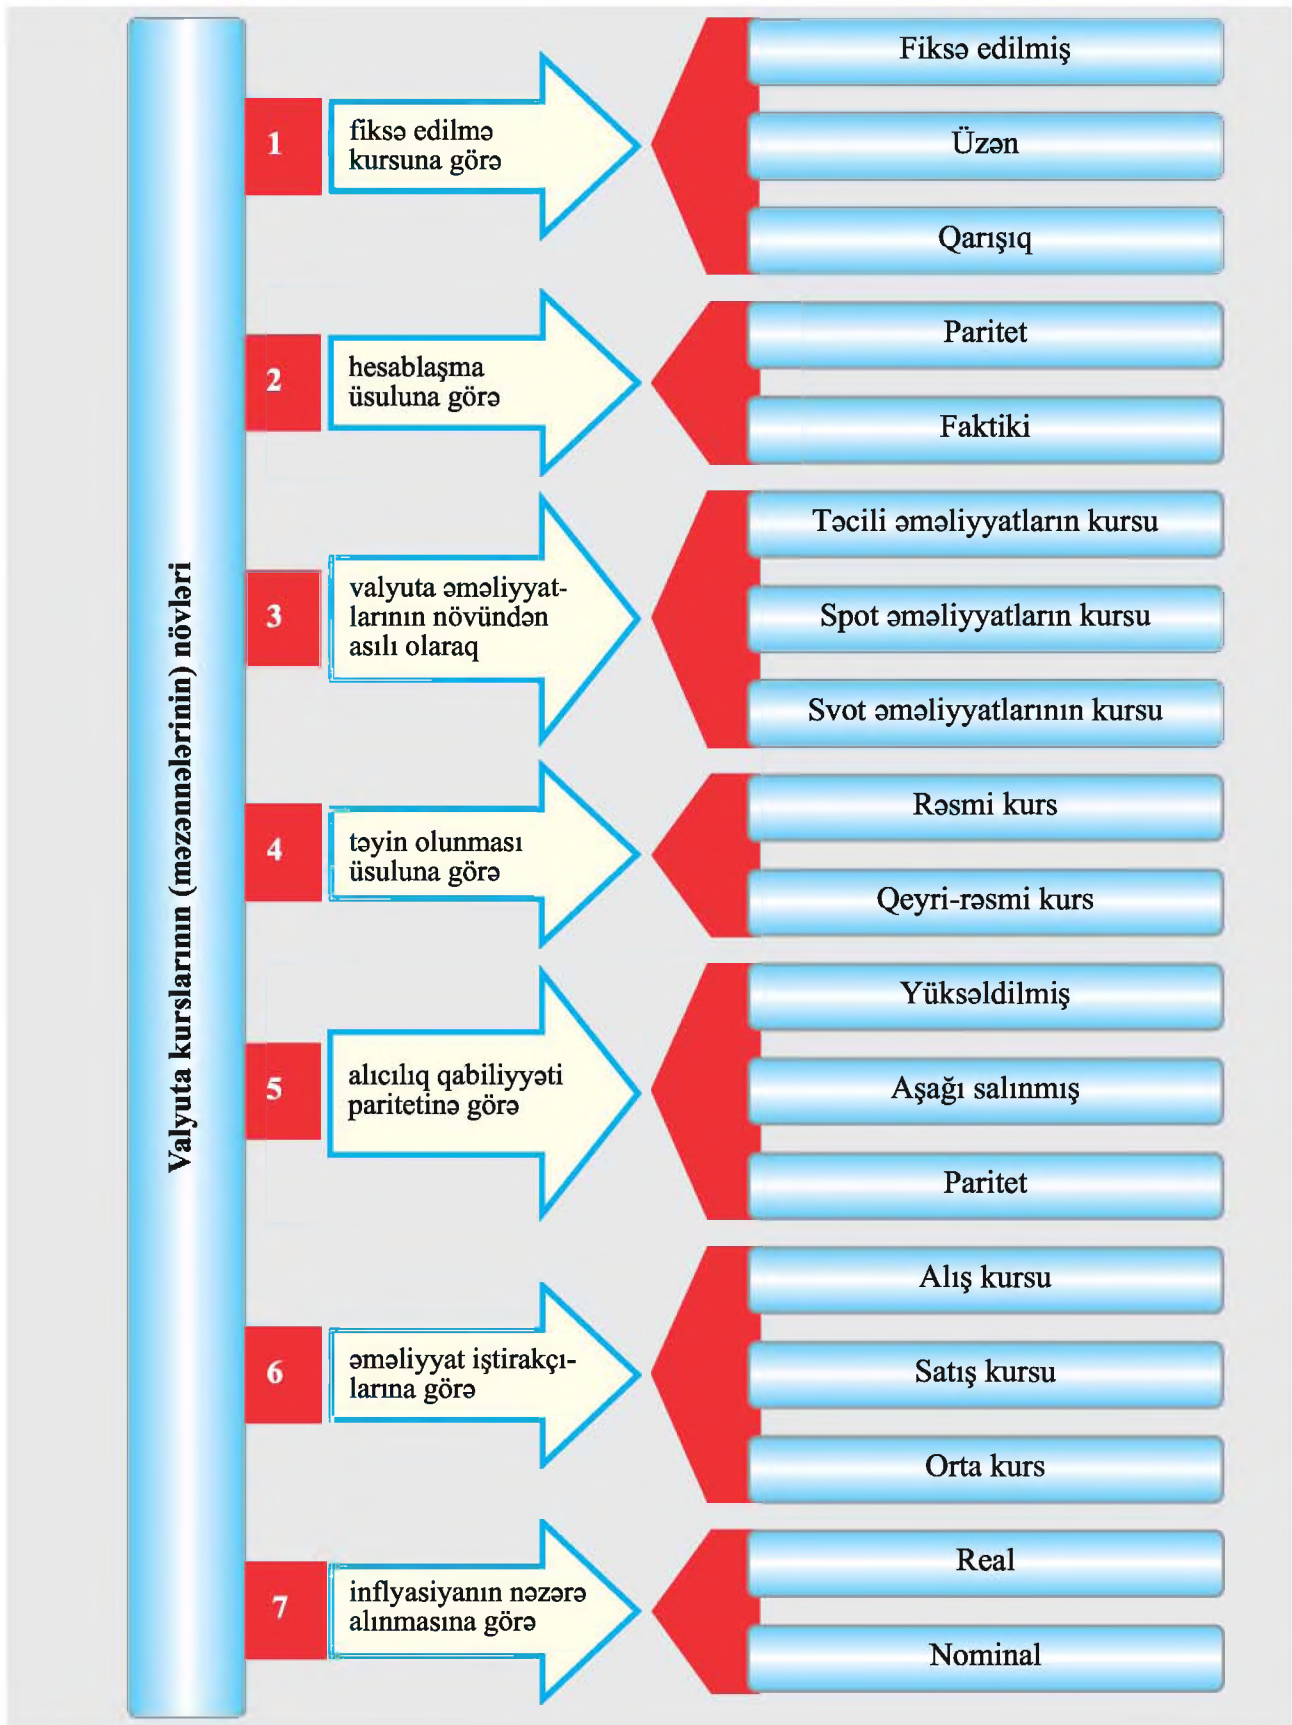 Valyuta kurslarının (məzənnələrinin) növləri
1
fiksə edilmə
kursuna görə
Fiksə edilmiş
Üzən
Qarışıq
2
hesablaşma
üsuluna görə
Paritet
Faktiki
3
valyuta əməliyyat-
larının növündən
asılı olaraq
Təcili əməliyyatların kursu
Spot əməliyyatların kursu
Svot əməliyyatlarının kursu
4
təyin olunması
üsuluna görə
Rəsmi kurs
Qeyri-rəsmi kurs
5
alıcılıq qabiliyyəti
paritetinə görə
Yüksəldilmiş
Aşağı salınmış
Paritet
6
əməliyyat iştirakçı-
larına görə
Alış kursu
Satış kursu
Orta kurs
7
inflyasiyanın nəzərə
alınmasına görə
Real
Nominal